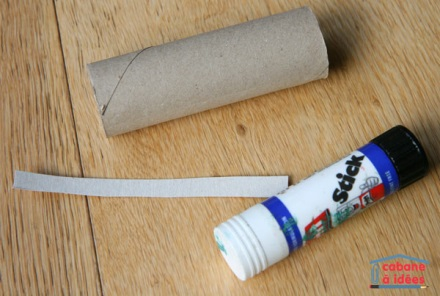 Stick
cabane
à idées